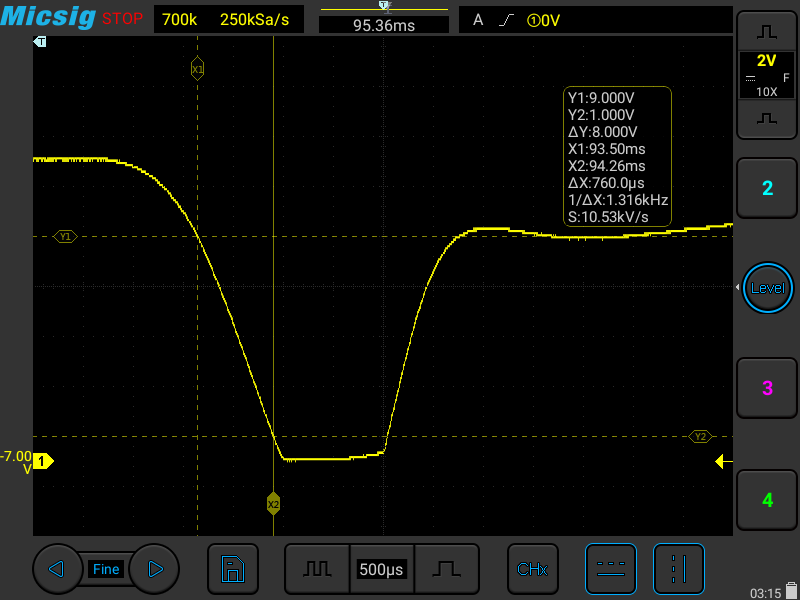 Micsig STOP 700k 250kSa/s T 95.36ms A ①0V
T
X1
2V
F
10X
Y1:9.000V
Y2:1.000V
ΔY:8.000V
X1:93.50ms
X2:94.26ms
ΔX:760.0µs
1/ΔX:1.316kHz
S:10.53kV/s
2
Y1
Level
3
Y2
-7.00
V
1
X2
4
Fine
500µs
CHx
03:15